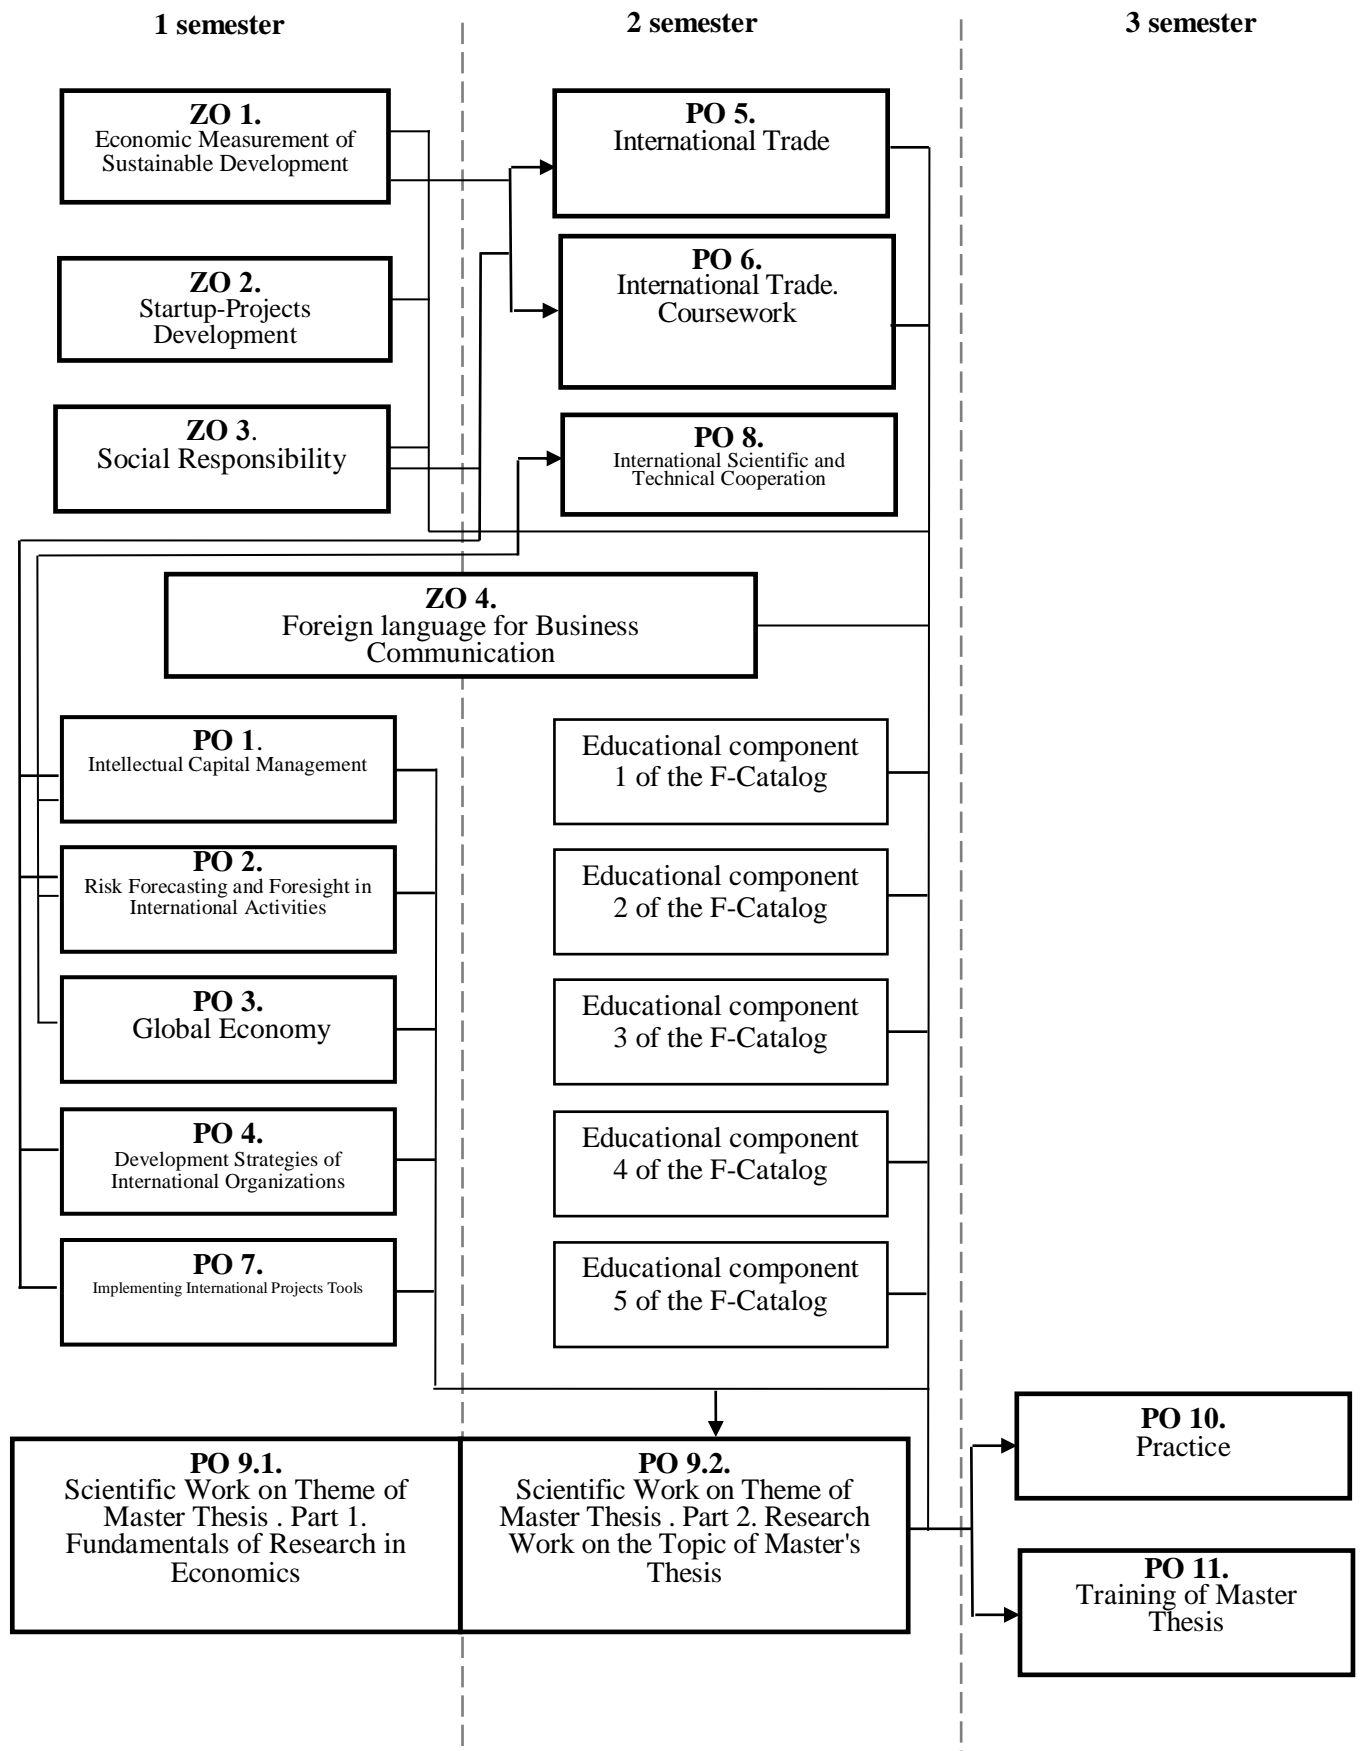 1 semester
2 semester
3 semester
ZO 1.
Economic Measurement of
Sustainable Development
PO 5.
International Trade
ZO 2.
Startup-Projects
Development
PO 6.
International Trade.
Coursework
ZO 3.
Social Responsibility
PO 8.
International Scientific and
Technical Cooperation
ZO 4.
Foreign language for Business
Communication
PO 1.
Intellectual Capital Management
Educational component
1 of the F-Catalog
PO 2.
Risk Forecasting and Foresight in
International Activities
Educational component
2 of the F-Catalog
PO 3.
Global Economy
Educational component
3 of the F-Catalog
PO 4.
Development Strategies of
International Organizations
Educational component
4 of the F-Catalog
PO 7.
Implementing International Projects Tools
Educational component
5 of the F-Catalog
PO 9.1.
Scientific Work on Theme of
Master Thesis . Part 1.
Fundamentals of Research in
Economics
PO 9.2.
Scientific Work on Theme of
Master Thesis . Part 2. Research
Work on the Topic of Master's
Thesis
PO 10.
Practice
PO 11.
Training of Master
Thesis